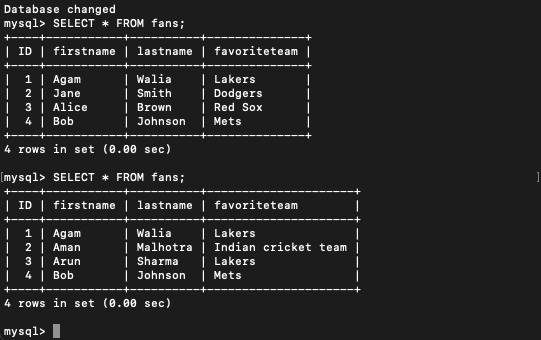 Database changed
mysql> SELECT * FROM fans;
+----+-----------+----------+--------------+
| ID | firstname | lastname | favoriteteam |
+----+-----------+----------+--------------+
|  1 | Agam      | Walia    | Lakers       |
|  2 | Jane      | Smith    | Dodgers      |
|  3 | Alice     | Brown    | Red Sox      |
|  4 | Bob       | Johnson  | Mets         |
+----+-----------+----------+--------------+
4 rows in set (0.00 sec)
[mysql> SELECT * FROM fans; ]
+----+-----------+----------+---------------------+
| ID | firstname | lastname | favoriteteam        |
+----+-----------+----------+---------------------+
|  1 | Agam      | Walia    | Lakers              |
|  2 | Aman      | Malhotra | Indian cricket team |
|  3 | Arun      | Sharma   | Lakers              |
|  4 | Bob       | Johnson  | Mets                |
+----+-----------+----------+---------------------+
4 rows in set (0.00 sec)
mysql>